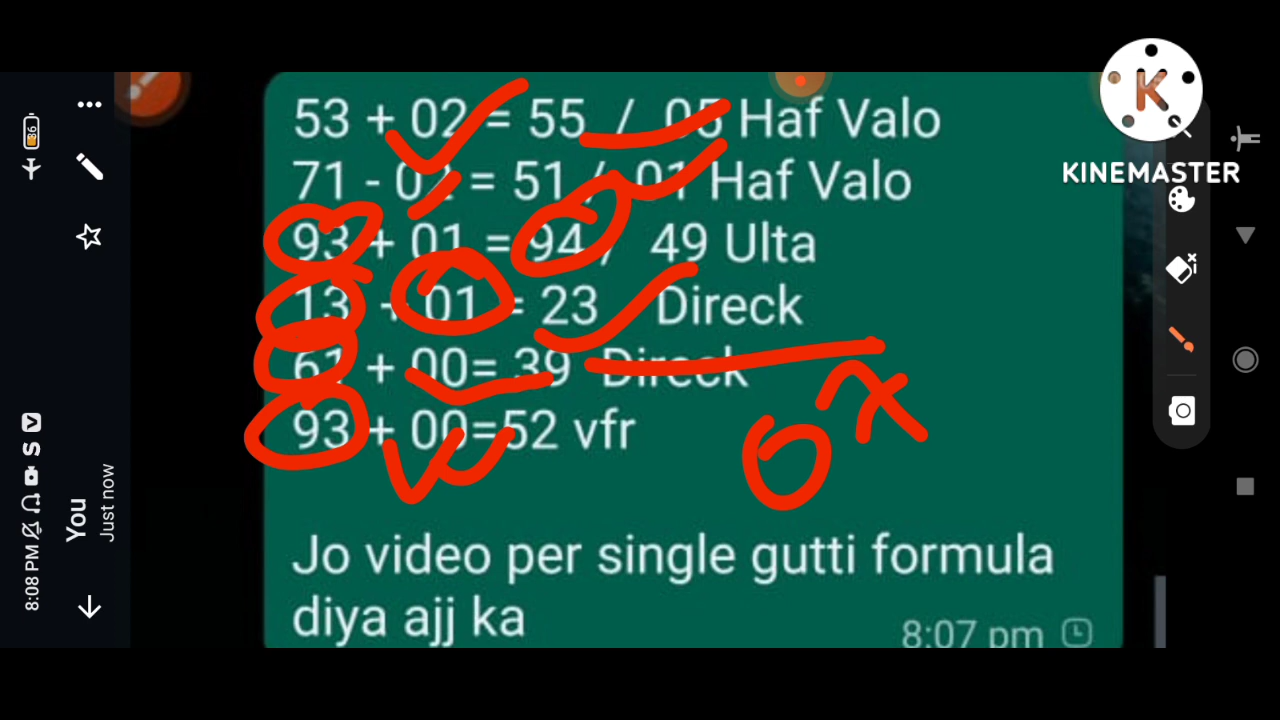 53 + 02 = 55 / 05 Haf Valo
71 - 02 = 51 / 01 Haf Valo
93 + 01 = 94 / 49 Ulta
13 - 01 = 23 Direck
61 + 00= 39 Direck
93 + 00=52 vfr
Jo video per single gutti formula
diya ajj ka
8:07 pm
K
KINEMASTER
8:08 PM
S V
86
You
Just now